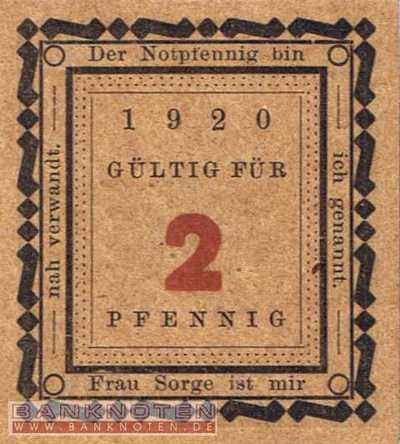 Der Notpfennig bin
ich genannt.
Frau Sorge ist mir
nah verwandt.
1920
GÜLTIG FÜR
2
PFENNIG
BANKNOTEN
WWW.BANKNOTEN.DE